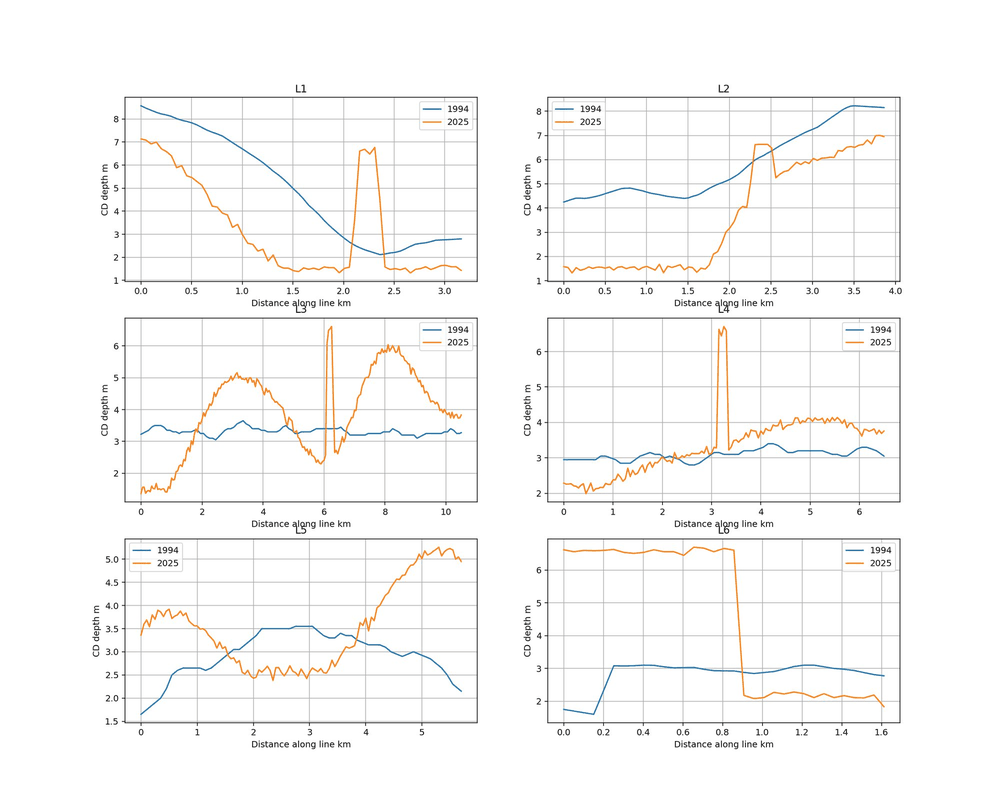 L1
CD depth m
8
7
6
5
4
3
2
1
1994
2025
0.0 0.5 1.0 1.5 2.0 2.5 3.0
Distance along line km
L2
CD depth m
8
7
6
5
4
3
2
1
1994
2025
0.0 0.5 1.0 1.5 2.0 2.5 3.0 3.5 4.0
Distance along line km
L3
CD depth m
6
5
4
3
2
1994
2025
0 2 4 6 8 10
Distance along line km
L4
CD depth m
6
5
4
3
2
1994
2025
0 1 2 3 4 5 6
Distance along line km
L5
CD depth m
5.0
4.5
4.0
3.5
3.0
2.5
2.0
1.5
1994
2025
0 1 2 3 4 5
Distance along line km
L6
CD depth m
6
5
4
3
2
1994
2025
0.0 0.2 0.4 0.6 0.8 1.0 1.2 1.4 1.6
Distance along line km